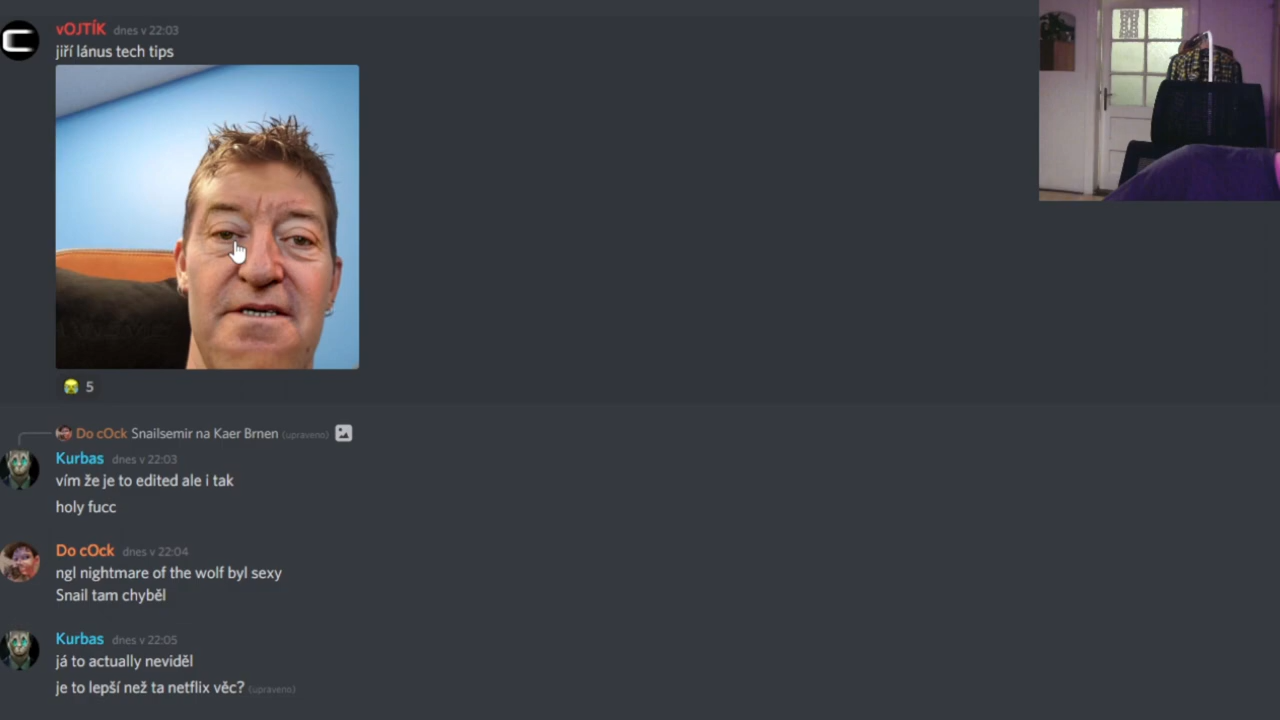 vOJTÍK dnes v 22:03
jiří lánus tech tips
5
Do cOck Snailsemir na Kaer Brnen (upraveno)
Kurbas dnes v 22:03
vím že je to edited ale i tak
holy fucc
Do cOck dnes v 22:04
ngl nightmare of the wolf byl sexy
Snail tam chyběl
Kurbas dnes v 22:05
já to actually neviděl
je to lepší než ta netflix věc? (upraveno)